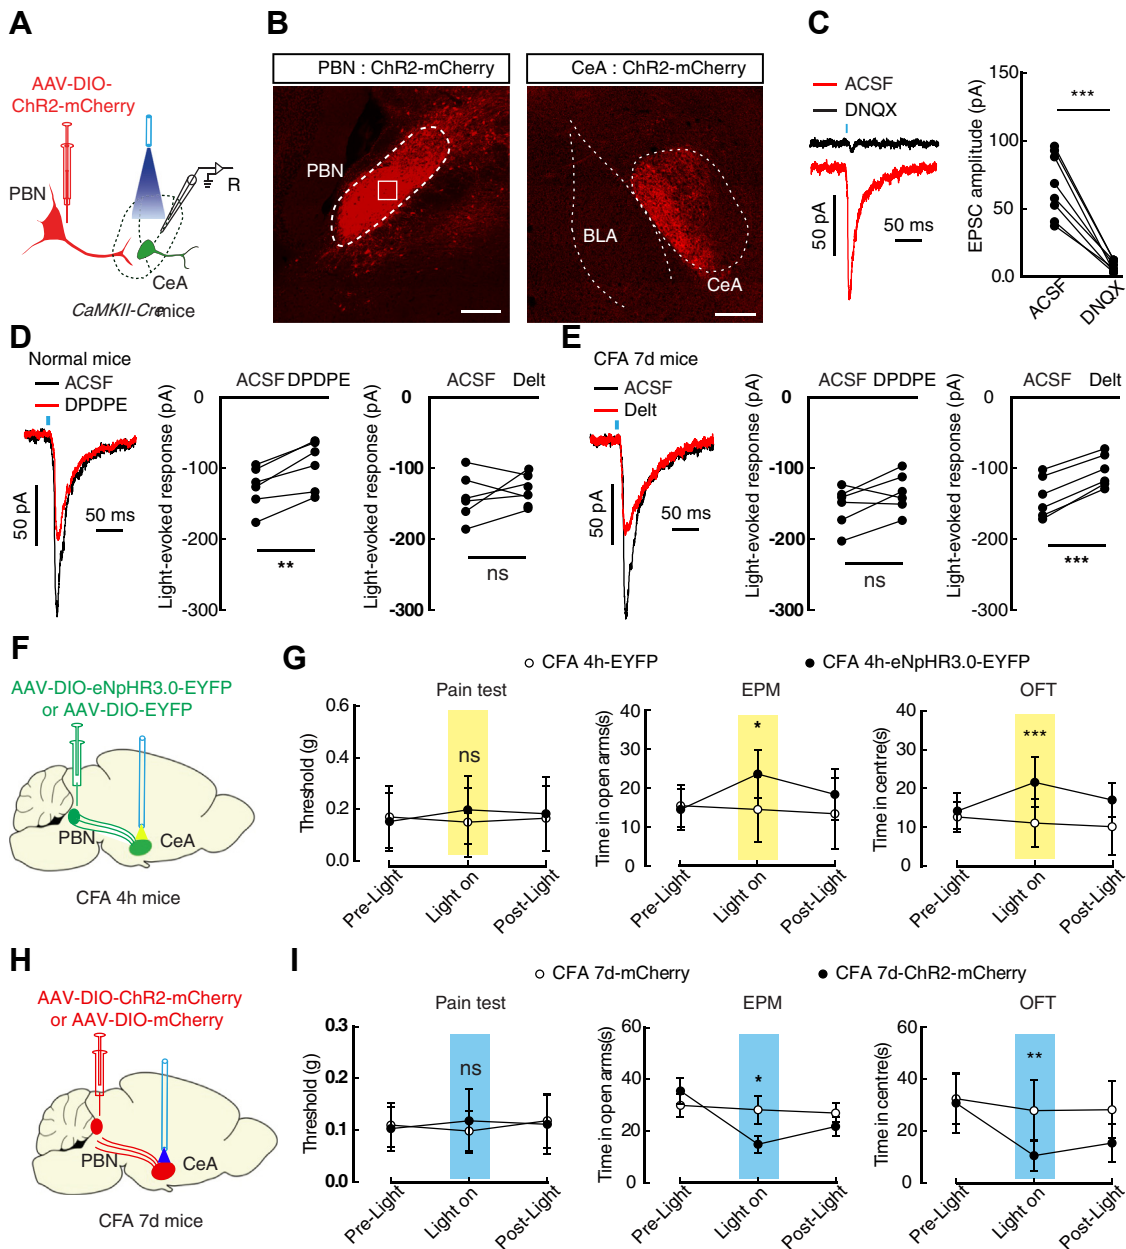 A
AAV-DIO-
ChR2-mCherry
PBN
R
CeA
CaMKII-Cre mice
B
PBN : ChR2-mCherry
CeA : ChR2-mCherry
PBN
BLA
CeA
C
ACSF
DNQX
50 pA
50 ms
EPSC amplitude (pA)
150
100
50
0.0
***
ACSF
DNQX
D
Normal mice
ACSF
DPDPE
50 pA
50 ms
Light-evoked response (pA)
ACSF DPDPE
0
-100
-200
-300
**
Light-evoked response (pA)
ACSF Delt
0
-100
-200
-300
ns
E
CFA 7d mice
ACSF
Delt
50 pA
50 ms
Light-evoked response (pA)
ACSF DPDPE
0
-100
-200
-300
ns
Light-evoked response (pA)
ACSF Delt
0
-100
-200
-300
***
F
AAV-DIO-eNpHR3.0-EYFP
or AAV-DIO-EYFP
PBN
CeA
CFA 4h mice
G
CFA 4h-EYFP
CFA 4h-eNpHR3.0-EYFP
Pain test
Threshold (g)
0.6
0.4
0.2
0.0
ns
Pre-Light
Light on
Post-Light
EPM
Time in open arms(s)
40
30
20
10
0
*
Pre-Light
Light on
Post-Light
OFT
Time in centre(s)
40
30
20
10
0
***
Pre-Light
Light on
Post-Light
H
AAV-DIO-ChR2-mCherry
or AAV-DIO-mCherry
PBN
CeA
CFA 7d mice
I
CFA 7d-mCherry
CFA 7d-ChR2-mCherry
Pain test
Threshold (g)
0.3
0.2
0.1
0.0
ns
Pre-Light
Light on
Post-Light
EPM
Time in open arms(s)
60
40
20
0
*
Pre-Light
Light on
Post-Light
OFT
Time in centre(s)
60
40
20
0
**
Pre-Light
Light on
Post-Light